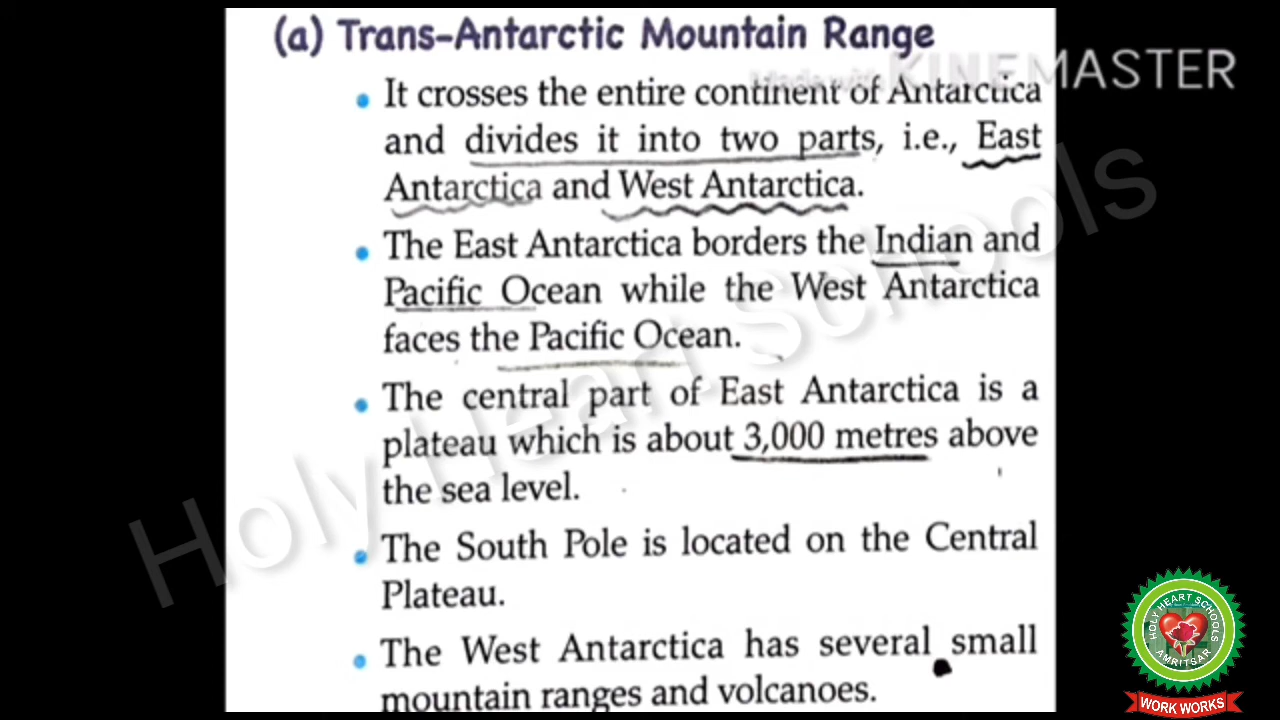 (a) Trans-Antarctic Mountain Range
Made with KINEMASTER
• It crosses the entire continent of Antarctica
and divides it into two parts, i.e., East
Antarctica and West Antarctica.
• The East Antarctica borders the Indian and
Pacific Ocean while the West Antarctica
faces the Pacific Ocean.
• The central part of East Antarctica is a
plateau which is about 3,000 metres above
the sea level.
• The South Pole is located on the Central
Plateau.
• The West Antarctica has several small
mountain ranges and volcanoes.
Holy Heart Schools
HOLY HEART SCHOOLS
AMRITSAR
WORK WORKS